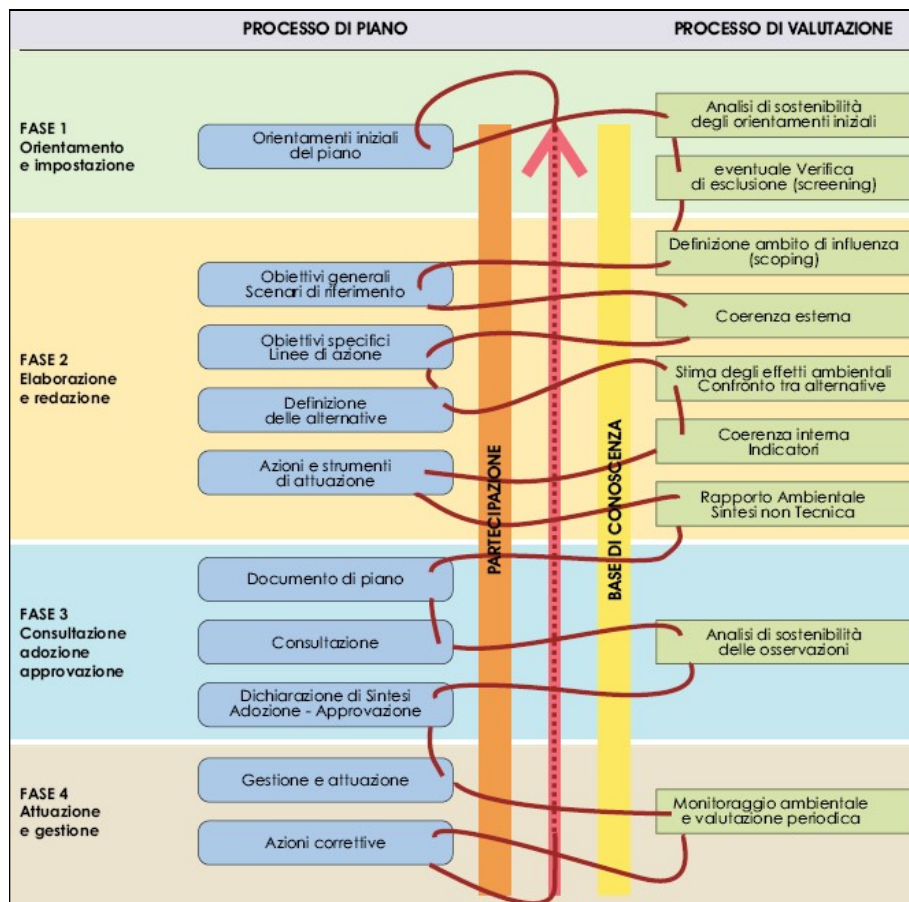 PROCESSO DI PIANO
PROCESSO DI VALUTAZIONE
FASE 1
Orientamento
e impostazione
Orientamenti iniziali
del piano
Analisi di sostenibilità
degli orientamenti iniziali
eventuale Verifica
di esclusione (screening)
FASE 2
Elaborazione
e redazione
Obiettivi generali
Scenari di riferimento
Obiettivi specifici
Linee di azione
Definizione
delle alternative
Azioni e strumenti
di attuazione
Definizione ambito di influenza
(scoping)
Coerenza esterna
Stima degli effetti ambientali
Confronto tra alternative
Coerenza interna
Indicatori
Rapporto Ambientale
Sintesi non Tecnica
PARTECIPAZIONE
BASE DI CONOSCENZA
FASE 3
Consultazione
adozione
approvazione
Documento di piano
Consultazione
Dichiarazione di Sintesi
Adozione - Approvazione
Analisi di sostenibilità
delle osservazioni
FASE 4
Attuazione
e gestione
Gestione e attuazione
Azioni correttive
Monitoraggio ambientale
e valutazione periodica